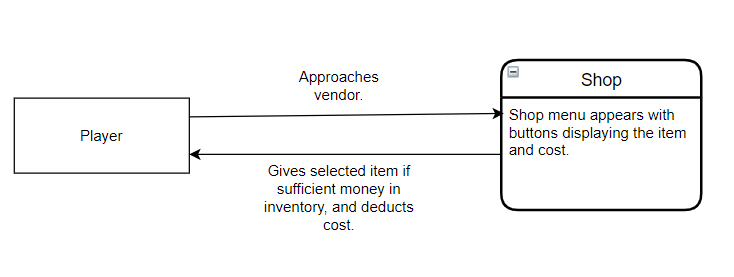 Approaches
vendor.
Shop
Player
Shop menu appears with
buttons displaying the item
and cost.
Gives selected item if
sufficient money in
inventory, and deducts
cost.